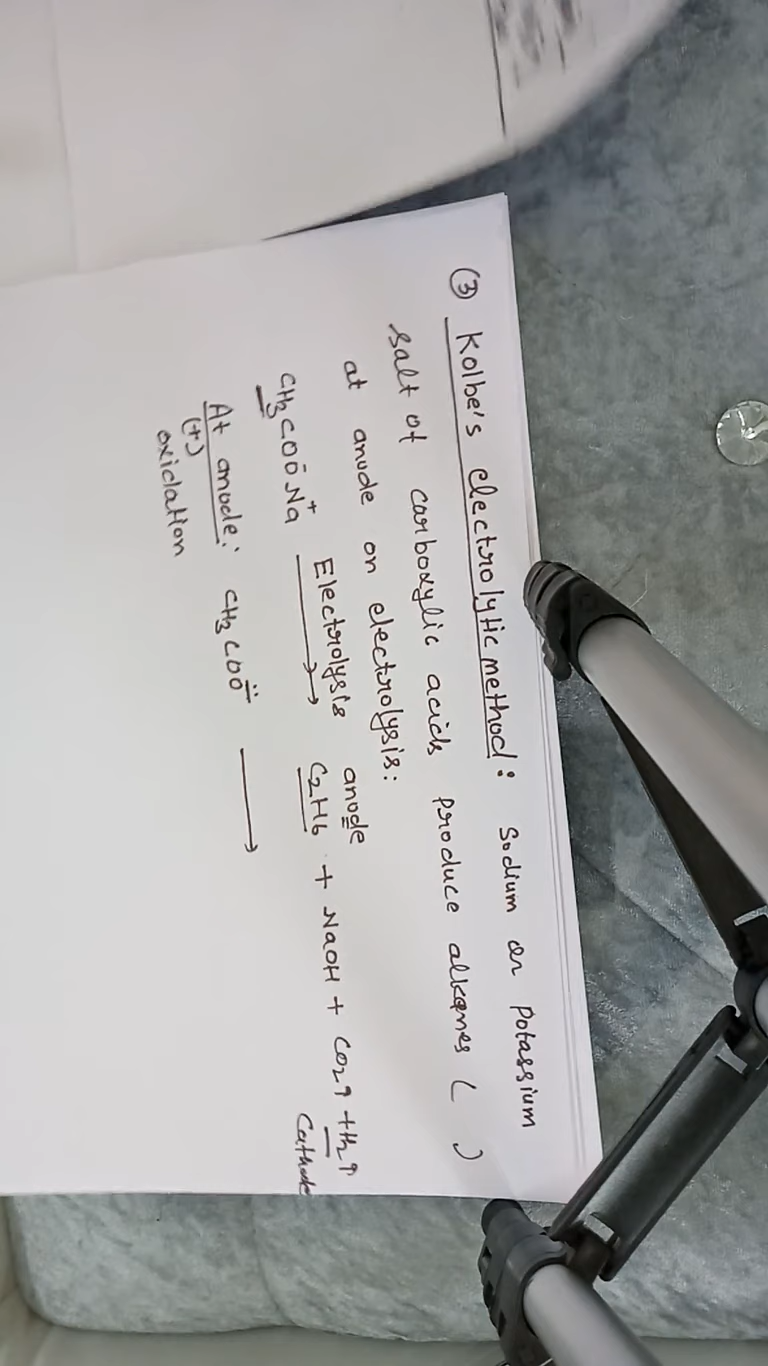 ③ Kolbe's electrolytic method: Sodium or Potassium
salt of carboxylic acids produce alkanes ( )
at anode on electrolysis:
anode
CH3COO⁻Na⁺ Electrolysis → C2H6 + NaOH + CO2↑ + H2↑
Cathode
At anode: CH3COO⁻ →
(+)
oxidation